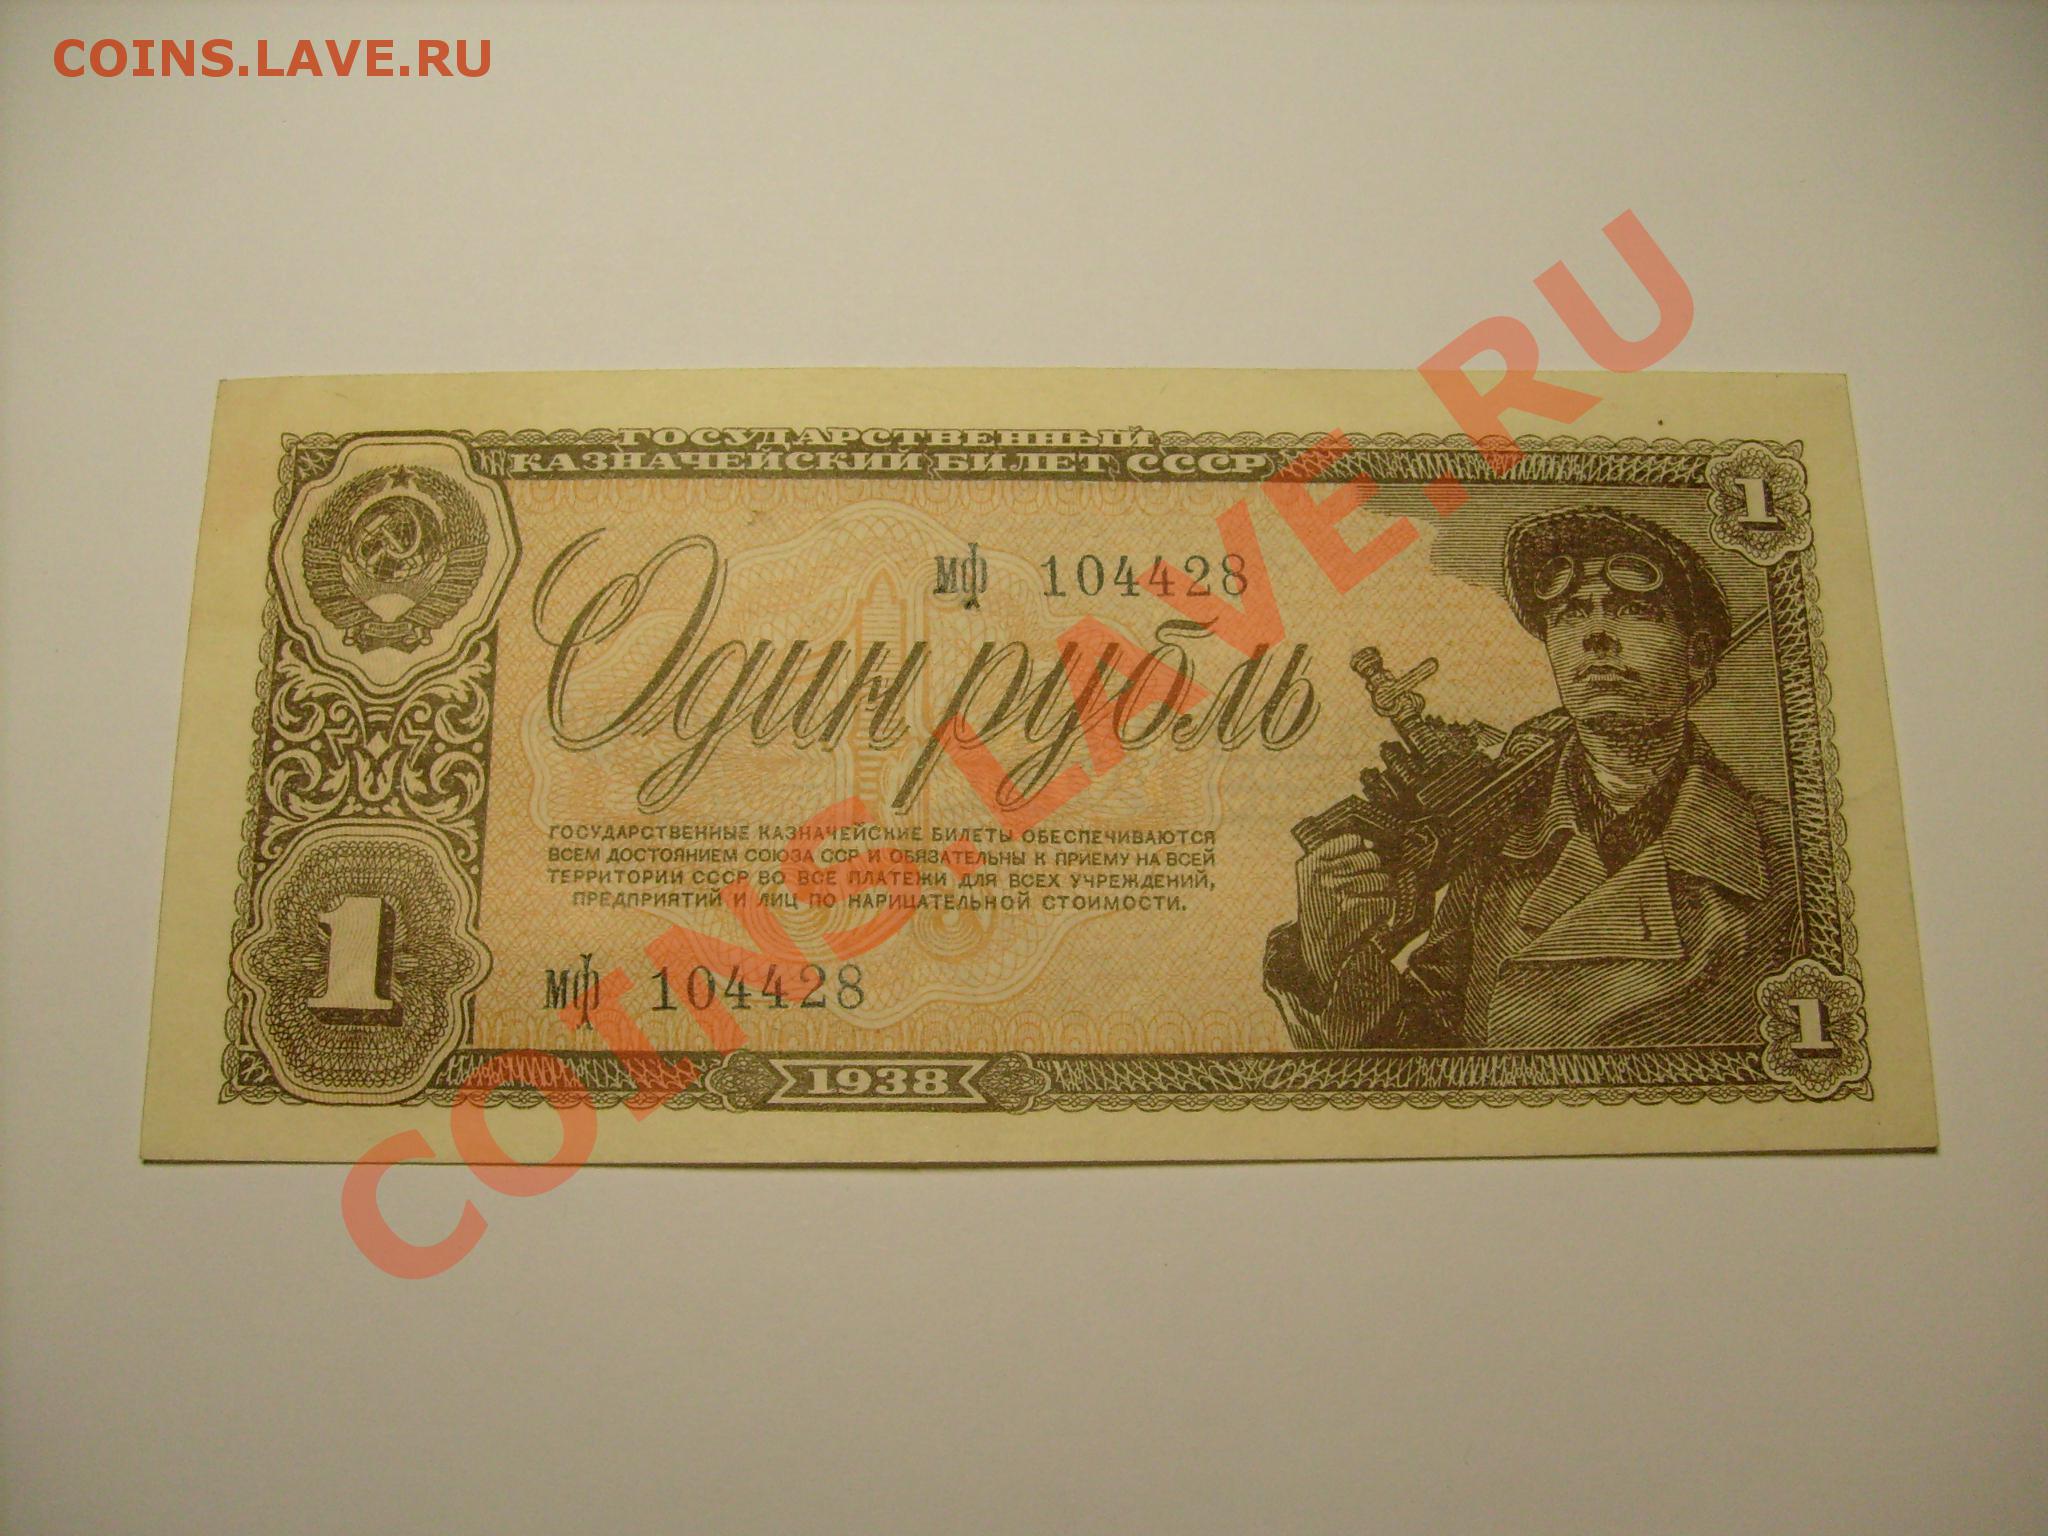 COINS.LAVE.RU
ГОСУДАРСТВЕННЫЙ
КАЗНАЧЕЙСКИЙ БИЛЕТ СССР
1
мф 104428
Один рубль
ГОСУДАРСТВЕННЫЕ КАЗНАЧЕЙСКИЕ БИЛЕТЫ ОБЕСПЕЧИВАЮТСЯ
ВСЕМ ДОСТОЯНИЕМ СОЮЗА ССР И ОБЯЗАТЕЛЬНЫ К ПРИЕМУ НА ВСЕЙ
ТЕРРИТОРИИ СССР ВО ВСЕ ПЛАТЕЖИ ДЛЯ ВСЕХ УЧРЕЖДЕНИЙ,
ПРЕДПРИЯТИЙ И ЛИЦ ПО НАРИЦАТЕЛЬНОЙ СТОИМОСТИ.
1
мф 104428
1
1938
COINS.LAVE.RU